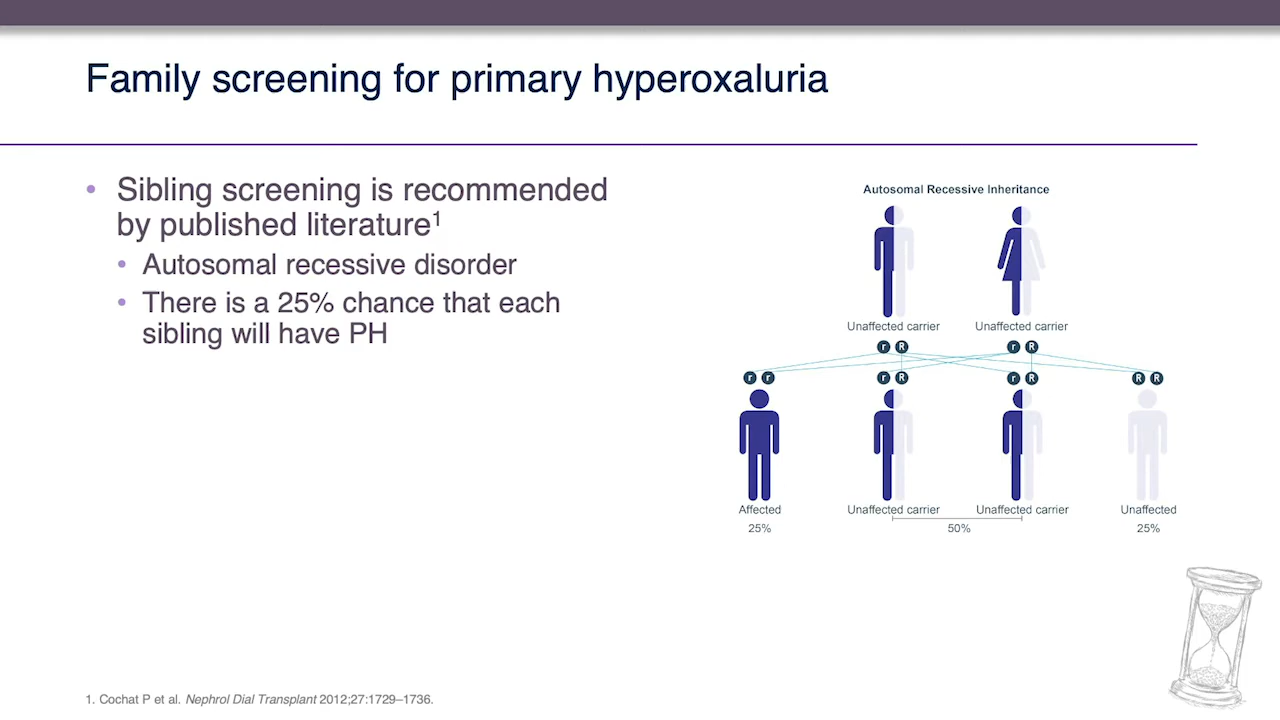 Family screening for primary hyperoxaluria
• Sibling screening is recommended
by published literature¹
• Autosomal recessive disorder
• There is a 25% chance that each
sibling will have PH
Autosomal Recessive Inheritance
Unaffected carrier Unaffected carrier
r R r R
r r r R r R R R
Affected Unaffected carrier Unaffected carrier Unaffected
25% 50% 25%
1. Cochat P et al. Nephrol Dial Transplant 2012;27:1729–1736.